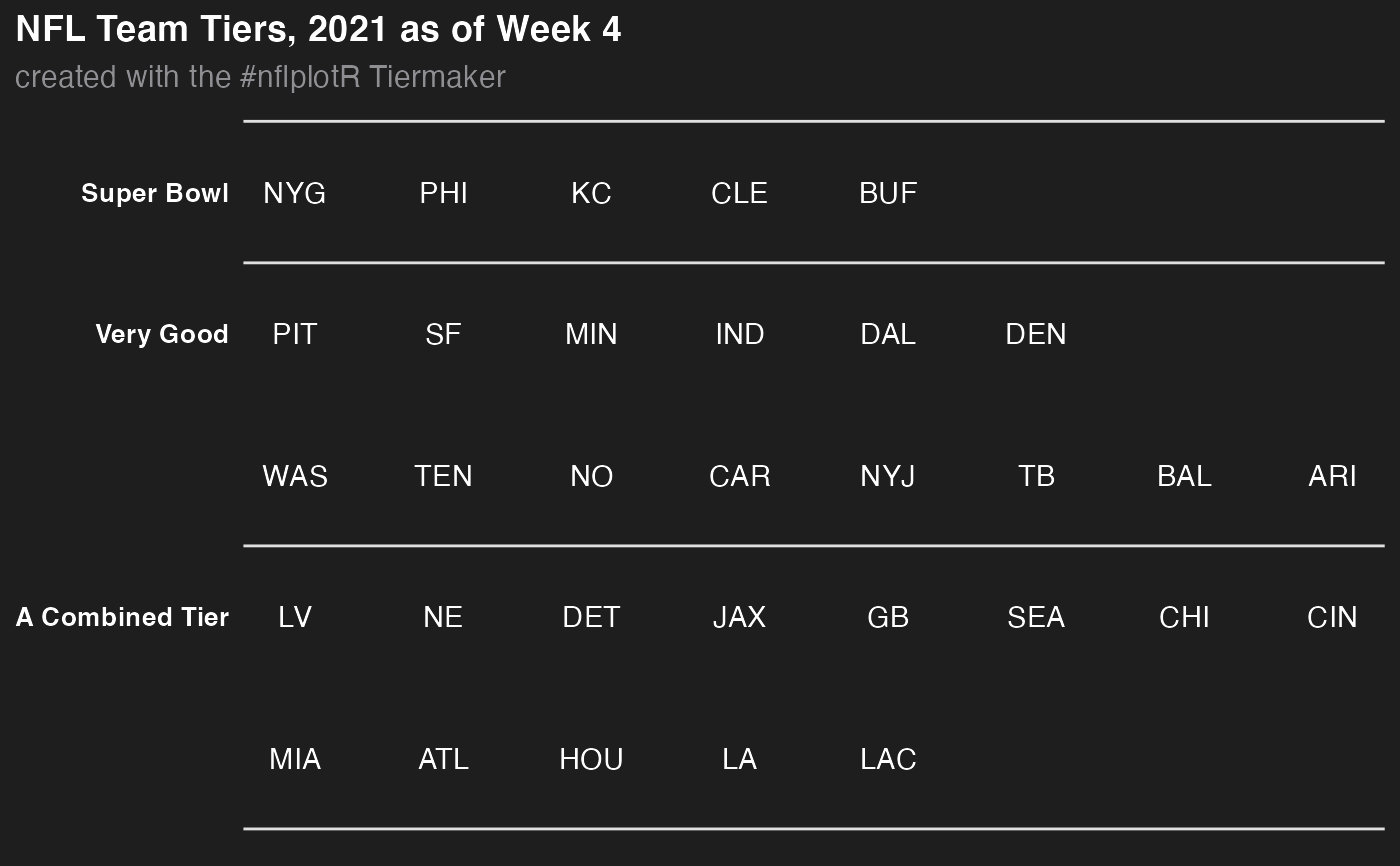 NFL Team Tiers, 2021 as of Week 4
created with the #nflplotR Tiermaker
Super Bowl NYG PHI KC CLE BUF
Very Good PIT SF MIN IND DAL DEN
WAS TEN NO CAR NYJ TB BAL ARI
A Combined Tier LV NE DET JAX GB SEA CHI CIN
MIA ATL HOU LA LAC